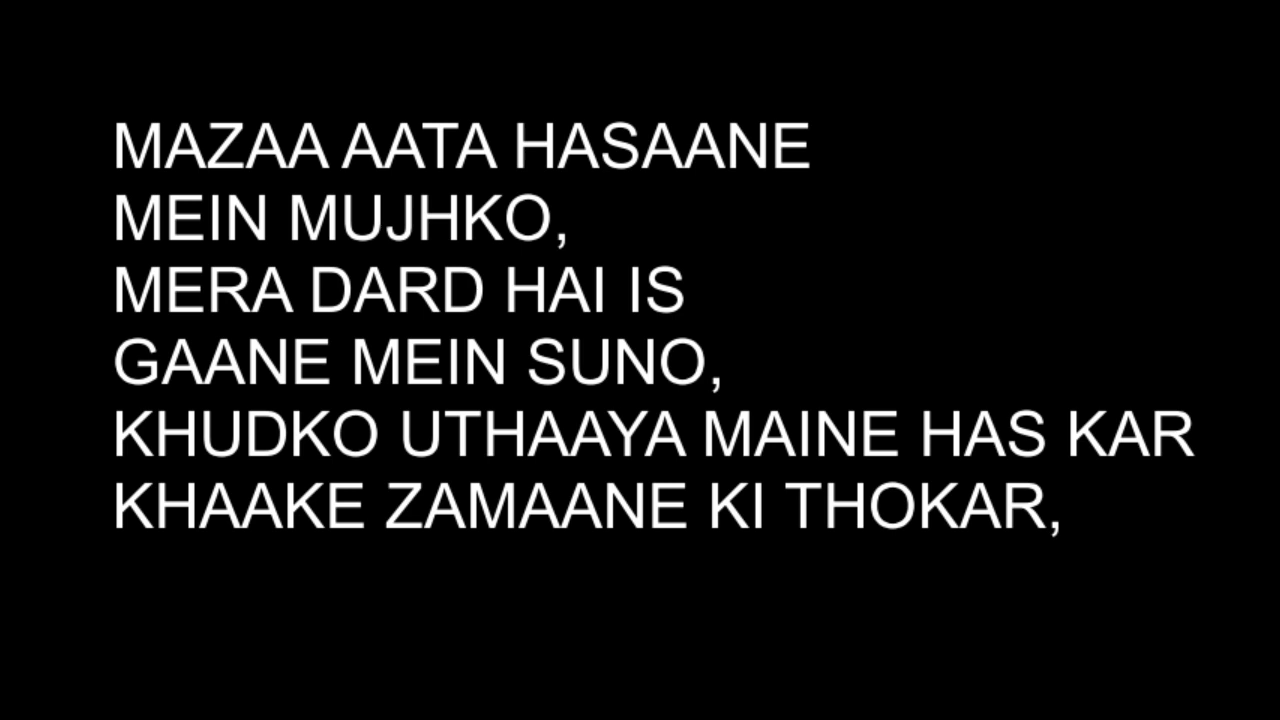 MAZAA AATA HASAANE
MEIN MUJHKO,
MERA DARD HAI IS
GAANE MEIN SUNO,
KHUDKO UTHAAYA MAINE HAS KAR
KHAAKE ZAMAANE KI THOKAR,